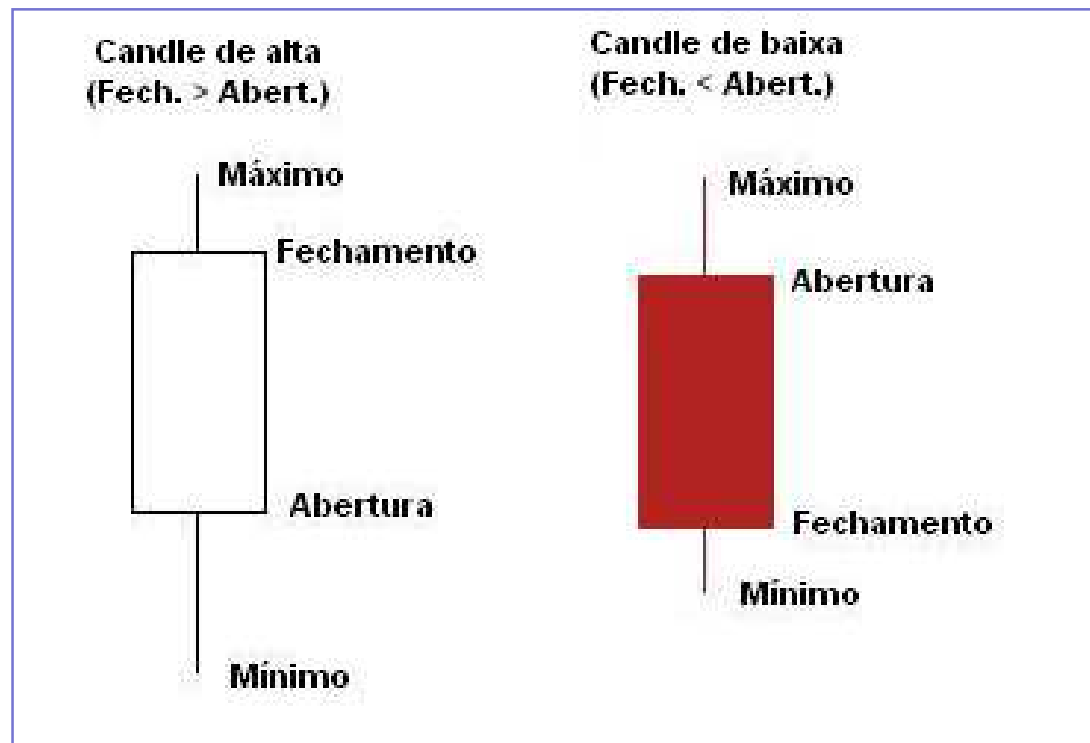 Candle de alta
(Fech. > Abert.)
Máximo
Fechamento
Abertura
Mínimo
Candle de baixa
(Fech. < Abert.)
Máximo
Abertura
Fechamento
Mínimo